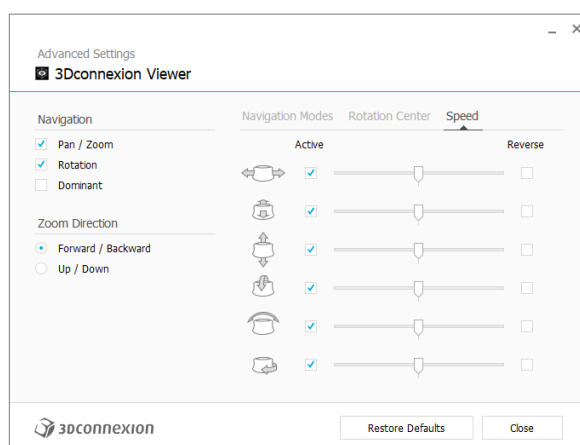 Advanced Settings
3Dconnexion Viewer
Navigation
Pan / Zoom
Rotation
Dominant
Zoom Direction
Forward / Backward
Up / Down
Navigation Modes Rotation Center Speed
Active Reverse
3Dconnexion
Restore Defaults Close